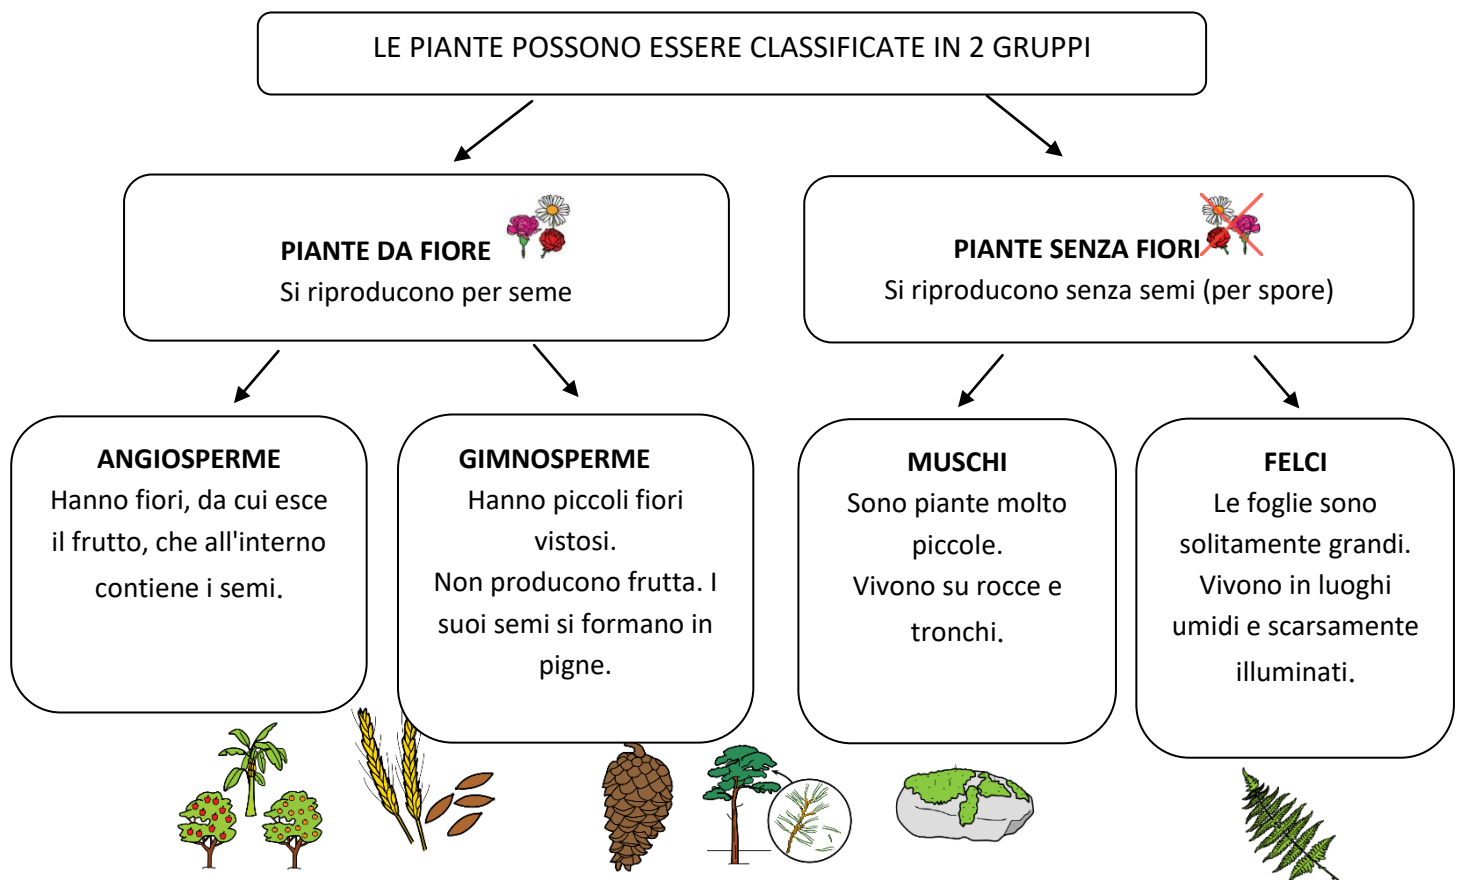 LE PIANTE POSSONO ESSERE CLASSIFICATE IN 2 GRUPPI
PIANTE DA FIORE
Si riproducono per seme
PIANTE SENZA FIORI
Si riproducono senza semi (per spore)
ANGIOSPERME
Hanno fiori, da cui esce
il frutto, che all'interno
contiene i semi.
GIMNOSPERME
Hanno piccoli fiori
vistosi.
Non producono frutta. I
suoi semi si formano in
pigne.
MUSCHI
Sono piante molto
piccole.
Vivono su rocce e
tronchi.
FELCI
Le foglie sono
solitamente grandi.
Vivono in luoghi
umidi e scarsamente
illuminati.